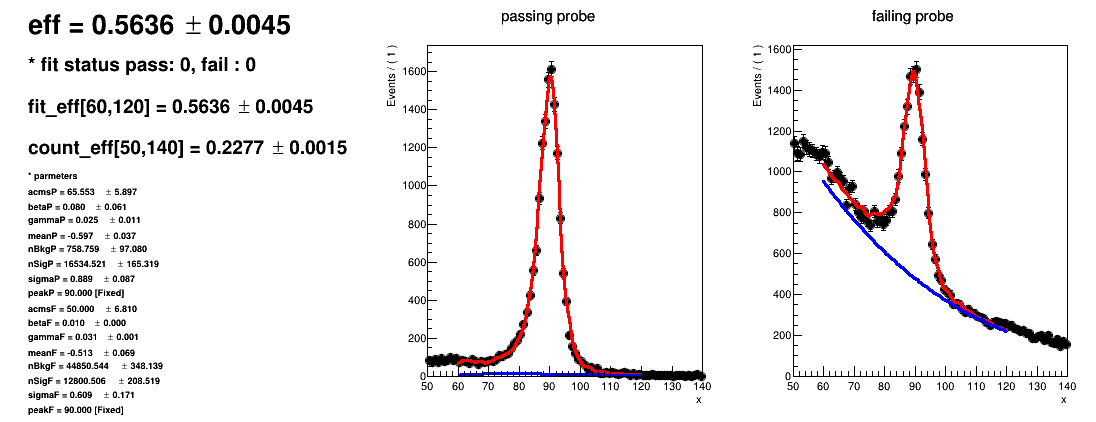 eff = 0.5636 ± 0.0045
* fit status pass: 0, fail : 0
fit_eff[60,120] = 0.5636 ± 0.0045
count_eff[50,140] = 0.2277 ± 0.0015
* parmeters
acmsP = 65.553 ± 5.897
betaP = 0.080 ± 0.061
gammaP = 0.025 ± 0.011
meanP = -0.597 ± 0.037
nBkgP = 758.759 ± 97.080
nSigP = 16534.521 ± 165.319
sigmaP = 0.889 ± 0.087
peakP = 90.000 [Fixed]
acmsF = 50.000 ± 6.810
betaF = 0.010 ± 0.000
gammaF = 0.031 ± 0.001
meanF = -0.513 ± 0.069
nBkgF = 44850.544 ± 348.139
nSigF = 12800.506 ± 208.519
sigmaF = 0.609 ± 0.171
peakF = 90.000 [Fixed]
passing probe
Events / ( 1 )
1600
1400
1200
1000
800
600
400
200
0
50 60 70 80 90 100 110 120 130 140
x
failing probe
Events / ( 1 )
1600
1400
1200
1000
800
600
400
200
0
50 60 70 80 90 100 110 120 130 140
x